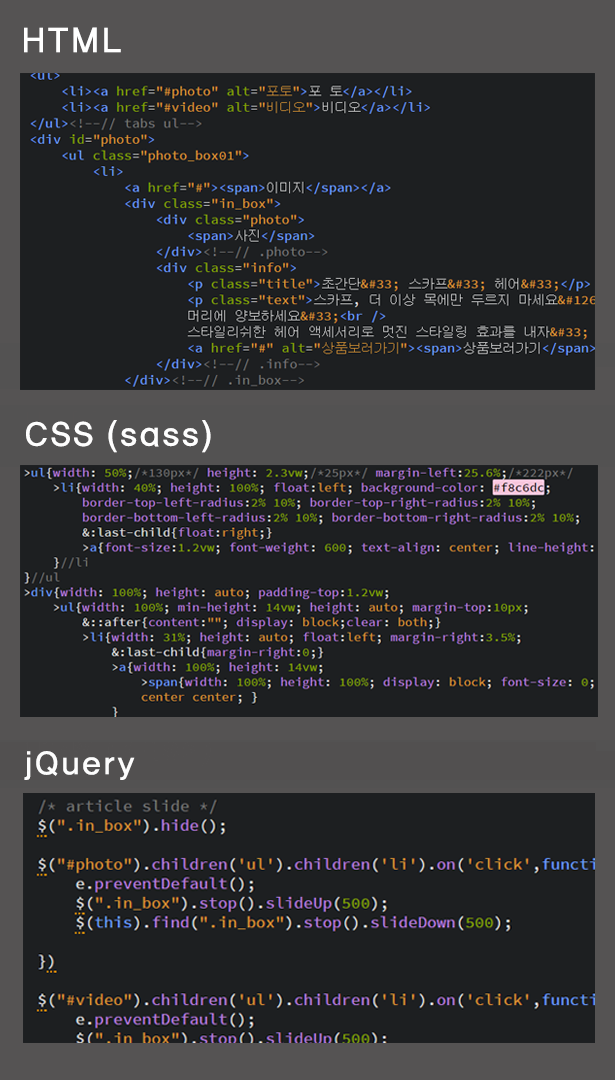 HTML
<ul>
<li><a href="#photo" alt="포토">포 토</a></li>
<li><a href="#video" alt="비디오">비디오</a></li>
</ul><!--// tabs ul-->
<div id="photo">
<ul class="photo_box01">
<li>
<a href="#"><span>이미지</span></a>
<div class="in_box">
<div class="photo">
<span>사진</span>
</div><!--// .photo-->
<div class="info">
<p class="title">초간단&#33; 스카프&#33; 헤어&#33;</p>
<p class="text">스카프, 더 이상 목에만 두르지 마세요&#126
머리에 양보하세요&#33;<br />
스타일리쉬한 헤어 액세서리로 멋진 스타일링 효과를 내자&#33;
<a href="#" alt="상품보러가기"><span>상품보러가기</span>
</div><!--// .info-->
</div><!--// .in_box-->
CSS (sass)
>ul{width: 50%;/*130px*/ height: 2.3vw;/*25px*/ margin-left:25.6%;/*222px*/
>li{width: 40%; height: 100%; float:left; background-color: #f8c6dc;
border-top-left-radius:2% 10%; border-top-right-radius:2% 10%;
border-bottom-left-radius:2% 10%; border-bottom-right-radius:2% 10%;
&:last-child{float:right;}
>a{font-size:1.2vw; font-weight: 600; text-align: center; line-height:
}//li
}//ul
>div{width: 100%; height: auto; padding-top:1.2vw;
>ul{width: 100%; min-height: 14vw; height: auto; margin-top:10px;
&::after{content:""; display: block;clear: both;}
>li{width: 31%; height: auto; float:left; margin-right:3.5%;
&:last-child{margin-right:0;}
>a{width: 100%; height: 14vw;
>span{width: 100%; height: 100%; display: block; font-size: 0;
center center; }
}
jQuery
/* article slide */
$(".in_box").hide();
$("#photo").children('ul').children('li').on('click',functi
e.preventDefault();
$(".in_box").stop().slideUp(500);
$(this).find(".in_box").stop().slideDown(500);
})
$("#video").children('ul').children('li').on('click',functi
e.preventDefault();
$(".in_box").stop().slideUp(500)